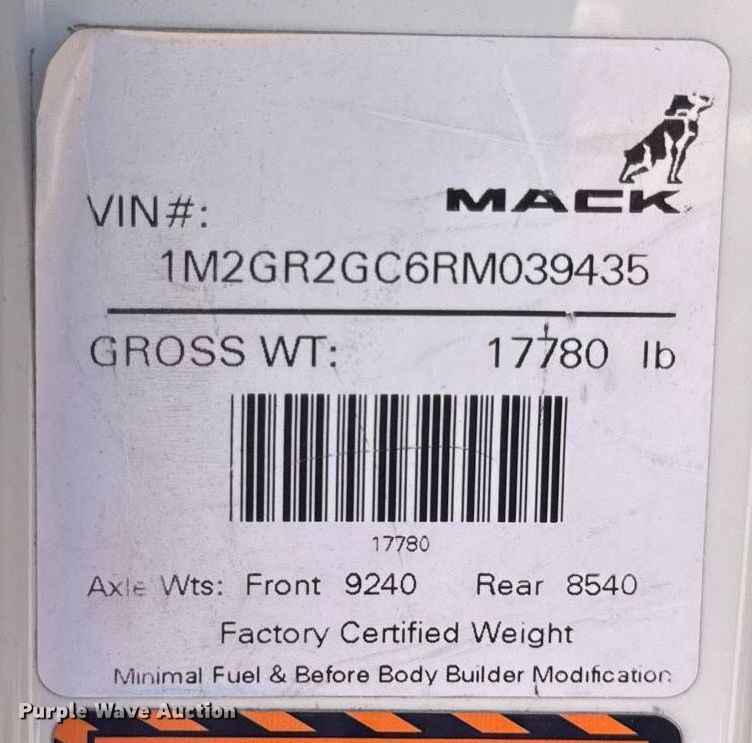 MACK
VIN#:
1M2GR2GC6RM039435
GROSS WT: 17780 lb
17780
Axle Wts: Front 9240 Rear 8540
Factory Certified Weight
Minimal Fuel & Before Body Builder Modification
Purple Wave Auction